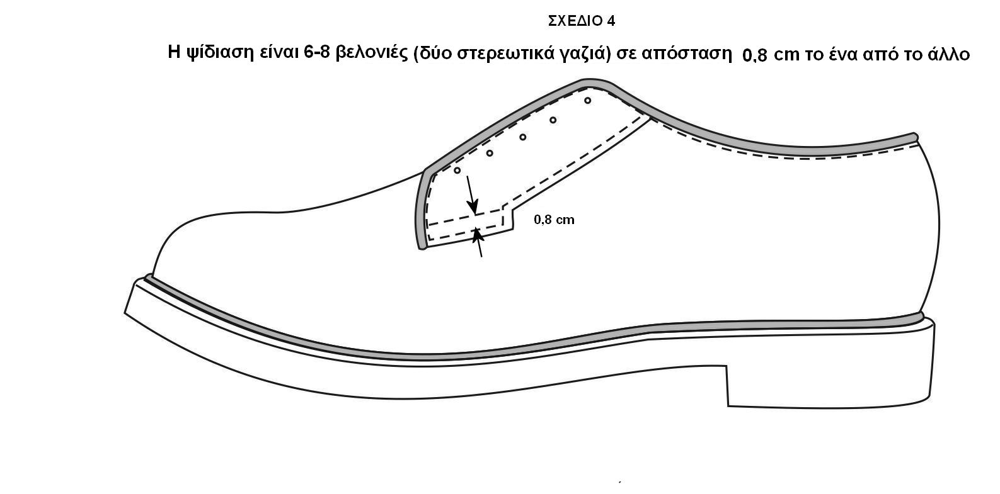 ΣΧΕΔΙΟ 4
Η ψίδιαση είναι 6-8 βελονιές (δύο στερεωτικά γαζιά) σε απόσταση 0,8 cm το ένα από το άλλο
0,8 cm